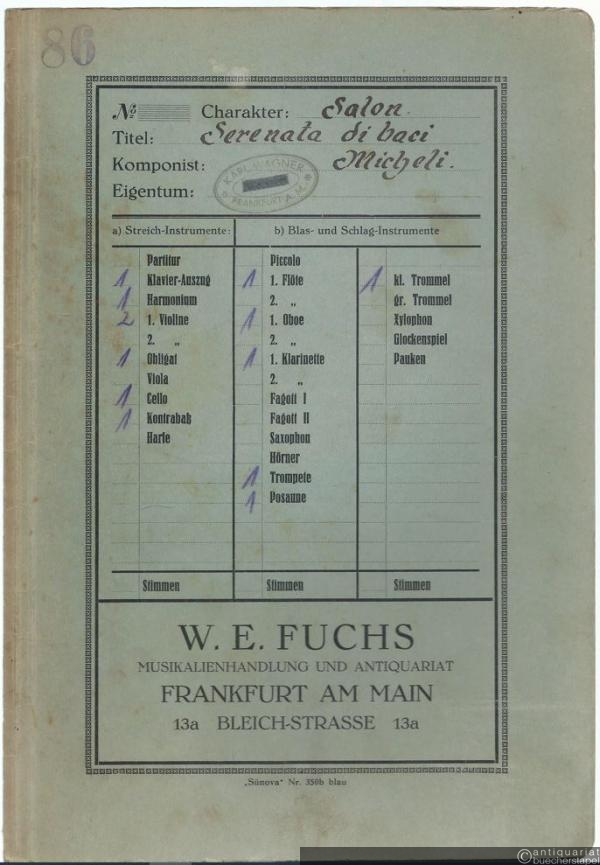 86
№ Charakter: Salon.
Titel: Serenata di baci
Komponist: Micheli.
Eigentum:
KARL WAGNER
FRANKFURT A. M.
a) Streich-Instrumente:
Partitur
1 Klavier-Auszug
1 Harmonium
2 1. Violine
2. „
1 Obligat
Viola
1 Cello
1 Kontrabaß
Harfe
Stimmen
b) Blas- und Schlag-Instrumente
Piccolo
1 1. Flöte
2. „
1 1. Oboe
2. „
1 1. Klarinette
2. „
Fagott I
Fagott II
Saxophon
Hörner
1 Trompete
1 Posaune
Stimmen
1 kl. Trommel
gr. Trommel
Xylophon
Glockenspiel
Pauken
Stimmen
W. E. FUCHS
MUSIKALIENHANDLUNG UND ANTIQUARIAT
FRANKFURT AM MAIN
13a BLEICH-STRASSE 13a
„Sünova“ Nr. 350b blau
©antiquariat
buecherstapel